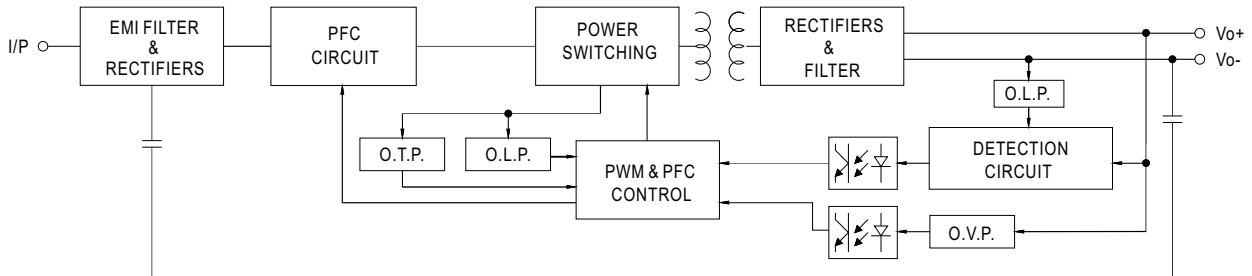 I/P
EMI FILTER
&
RECTIFIERS
PFC
CIRCUIT
POWER
SWITCHING
RECTIFIERS
&
FILTER
Vo+
Vo-
O.L.P.
O.T.P.
O.L.P.
PWM & PFC
CONTROL
DETECTION
CIRCUIT
O.V.P.